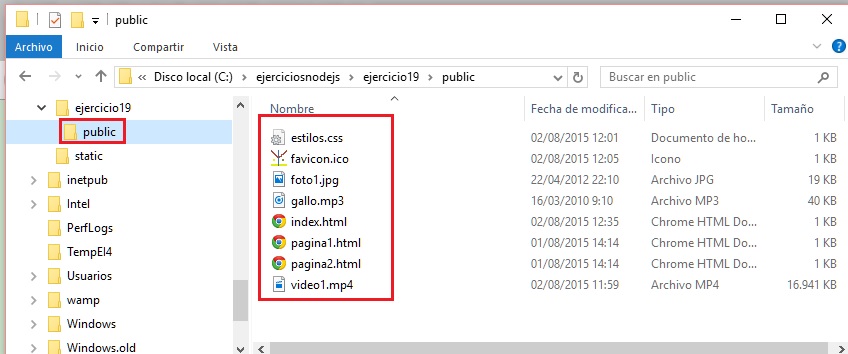 public
Archivo Inicio Compartir Vista
« Disco local (C:) > ejerciciosnodejs > ejercicio19 > public
Buscar en public
ejercicio19
public
static
inetpub
Intel
PerfLogs
TempEl4
Usuarios
wamp
Windows
Windows.old
Nombre Fecha de modifica... Tipo Tamaño
estilos.css 02/08/2015 12:01 Documento de ho... 1 KB
favicon.ico 02/08/2015 12:05 Icono 1 KB
foto1.jpg 22/04/2012 22:10 Archivo JPG 19 KB
gallo.mp3 16/03/2010 9:10 Archivo MP3 40 KB
index.html 02/08/2015 12:35 Chrome HTML Do... 1 KB
pagina1.html 01/08/2015 14:14 Chrome HTML Do... 1 KB
pagina2.html 01/08/2015 14:14 Chrome HTML Do... 1 KB
video1.mp4 02/08/2015 11:59 Archivo MP4 16.941 KB